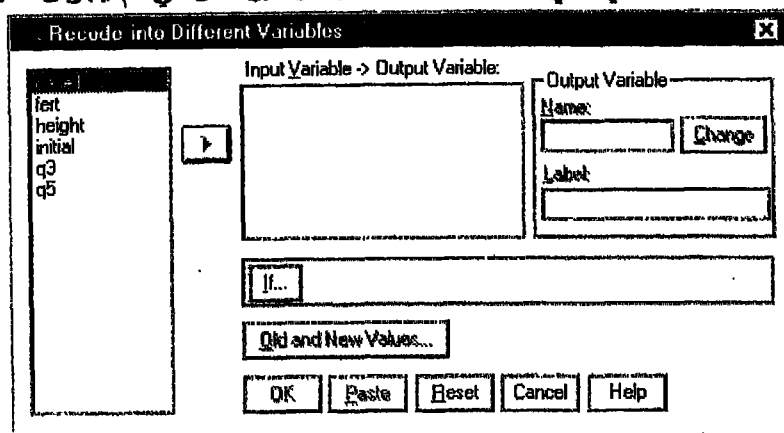 Recode into Different Variables
fert
height
initial
q3
q5
Input Variable -> Output Variable:
Output Variable
Name:
Change
Label:
If...
Old and New Values...
OK
Paste
Reset
Cancel
Help